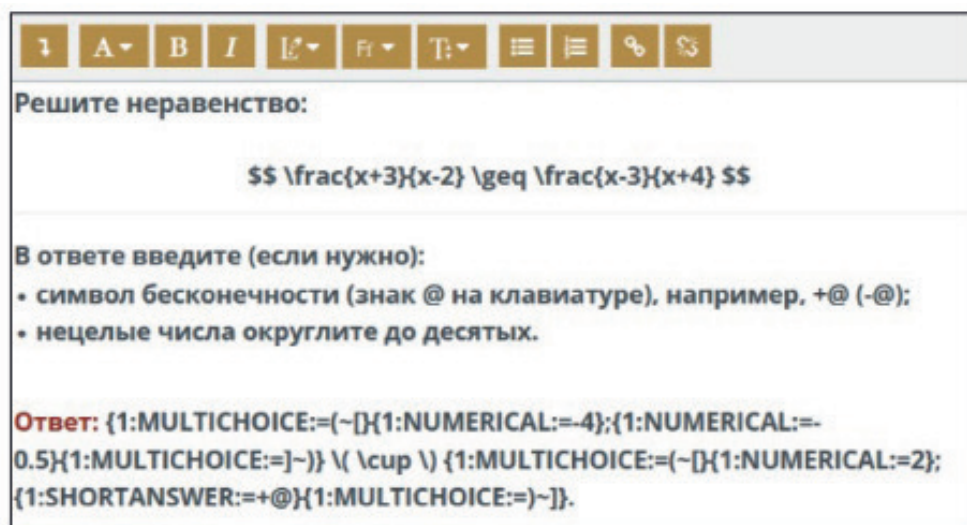 A B I Fr T:
Решите неравенство:
$$ \frac{x+3}{x-2} \geq \frac{x-3}{x+4} $$
В ответе введите (если нужно):
• символ бесконечности (знак @ на клавиатуре), например, +@ (-@);
• нецелые числа округлите до десятых.
Ответ: {1:MULTICHOICE:=(~[}{1:NUMERICAL:=-4};{1:NUMERICAL:=-
0.5}{1:MULTICHOICE:=]~)} \( \cup \) {1:MULTICHOICE:=(~[}{1:NUMERICAL:=2};
{1:SHORTANSWER:=+@}{1:MULTICHOICE:=)~]}.